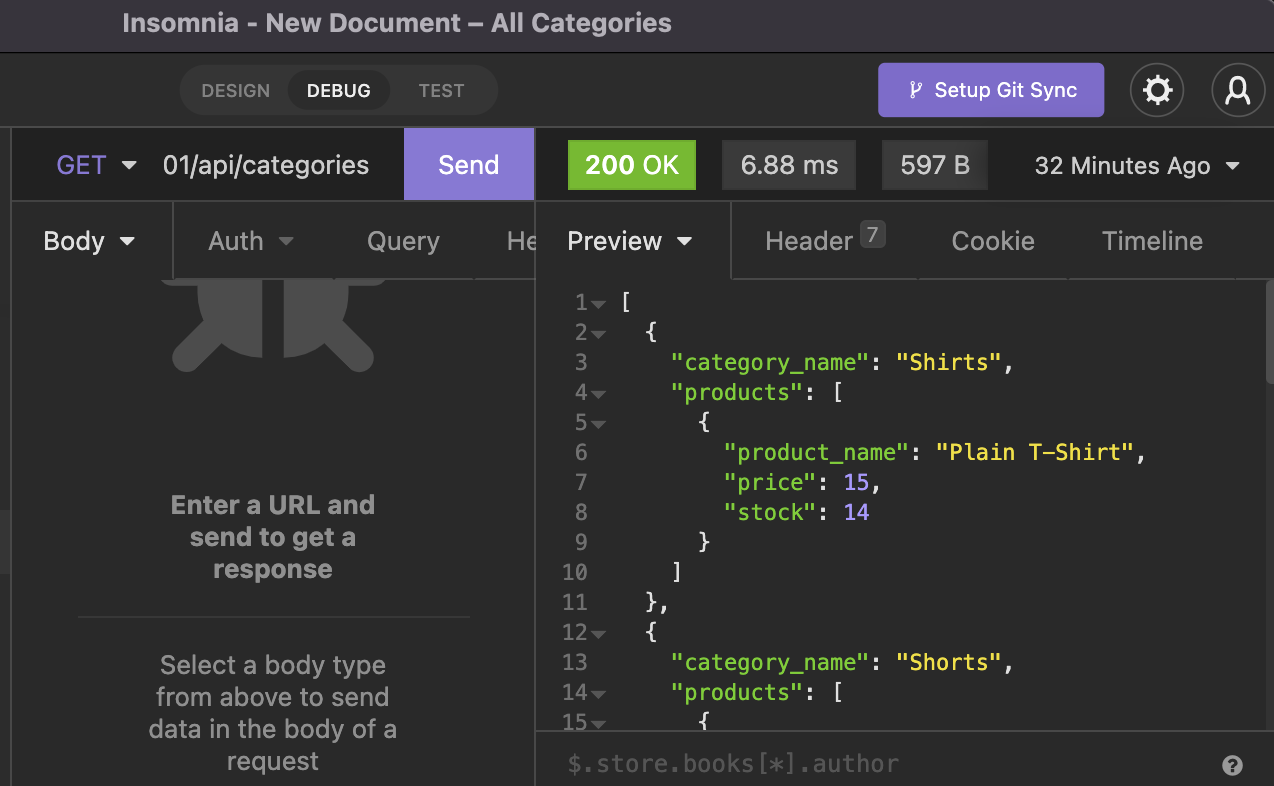 Insomnia - New Document – All Categories
DESIGN DEBUG TEST Setup Git Sync
GET 01/api/categories Send 200 OK 6.88 ms 597 B 32 Minutes Ago
Body Auth Query He Preview Header 7 Cookie Timeline
Enter a URL and
send to get a
response
Select a body type
from above to send
data in the body of a
request
1 [
2 {
3 "category_name": "Shirts",
4 "products": [
5 {
6 "product_name": "Plain T-Shirt",
7 "price": 15,
8 "stock": 14
9 }
10 ]
11 },
12 {
13 "category_name": "Shorts",
14 "products": [
15 {
$.store.books[*].author ?